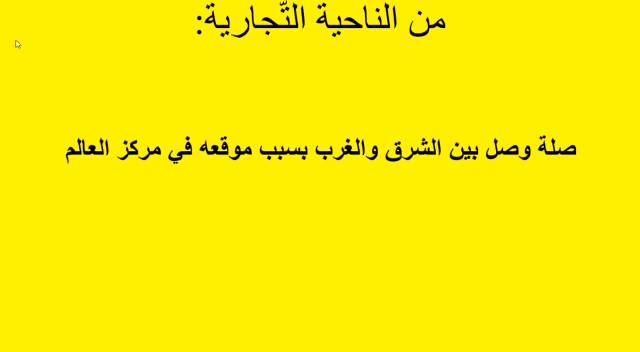 من الناحية التّجارية:
صلة وصل بين الشرق والغرب بسبب موقعه في مركز العالم